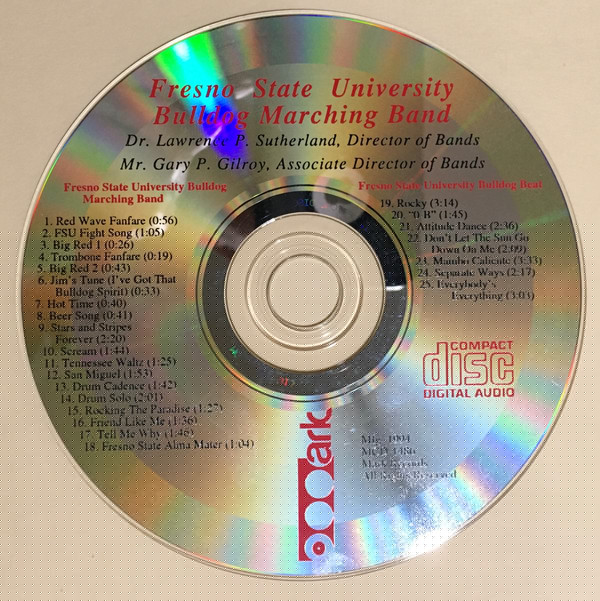 Fresno State University
Bulldog Marching Band
Dr. Lawrence P. Sutherland, Director of Bands
Mr. Gary P. Gilroy, Associate Director of Bands
Fresno State University Bulldog
Marching Band
1. Red Wave Fanfare (0:56)
2. FSU Fight Song (1:05)
3. Big Red 1 (0:26)
4. Trombone Fanfare (0:19)
5. Big Red 2 (0:43)
6. Jim's Tune (I've Got That
Bulldog Spirit) (0:33)
7. Hot Time (0:40)
8. Beer Song (0:41)
9. Stars and Stripes
Forever (2:20)
10. Scream (1:44)
11. Tennessee Waltz (1:25)
12. San Miguel (1:53)
13. Drum Cadence (1:42)
14. Drum Solo (2:01)
15. Rocking The Paradise (1:27)
16. Friend Like Me (1:36)
17. Tell Me Why (1:46)
18. Fresno State Alma Mater (1:04)
Fresno State University Bulldog Beat
19. Rocky (3:14)
20. "0 B" (1:45)
21. Attitude Dance (2:36)
22. Don't Let The Sun Go
Down On Me (2:09)
23. Mambo Caliente (3:33)
24. Separate Ways (2:17)
25. Everybody's
Everything (3:03)
COMPACT
disc
DIGITAL AUDIO
mark
Mfg. 1994
MCD-1486
Mark Records
All Rights Reserved